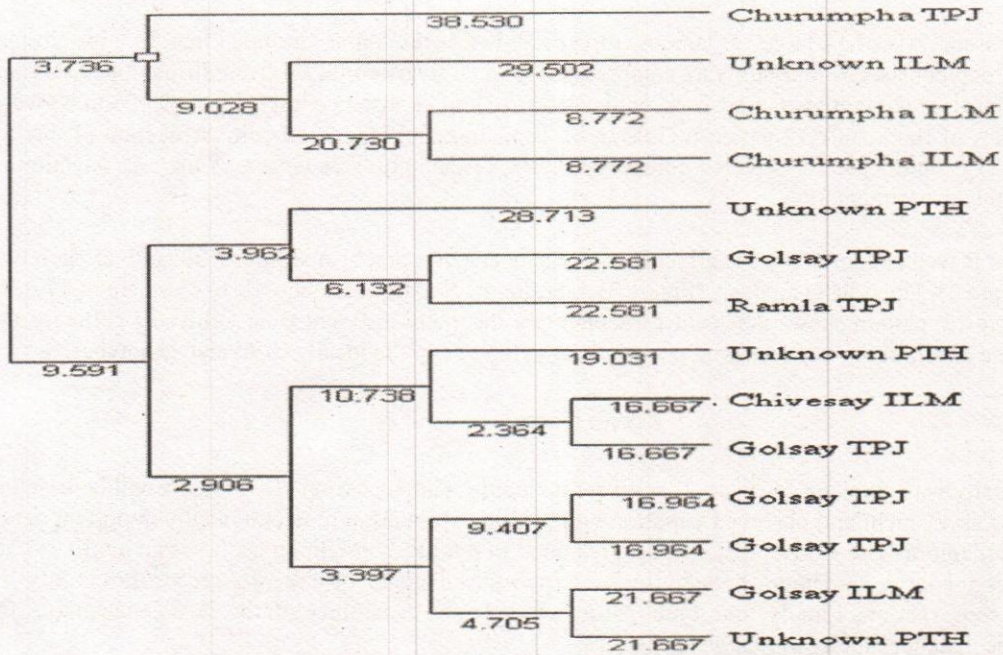 38.530 Churumpha TPJ
3.736
29.502 Unknown ILM
9.028
8.772 Churumpha ILM
20.730
8.772 Churumpha ILM
28.713 Unknown PTH
3.962
22.581 Golsay TPJ
6.132
22.581 Ramla TPJ
19.031 Unknown PTH
9.591
10.738
16.667 Chivesay ILM
2.364
16.667 Golsay TPJ
2.906
16.964 Golsay TPJ
9.407
16.964 Golsay TPJ
3.397
21.667 Golsay ILM
4.705
21.667 Unknown PTH